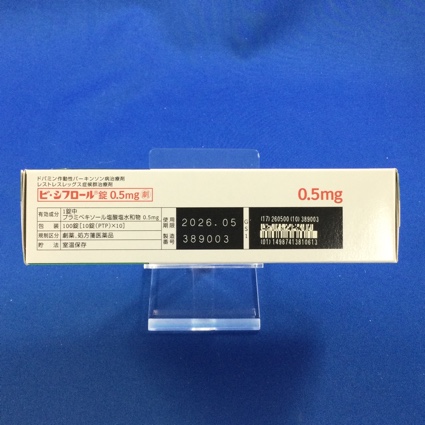 ドパミン作動性パーキンソン病治療剤
レストレスレッグス症候群治療剤
ビ・シフロール®錠 0.5mg 劇
0.5mg
有効成分 1錠中 プラミペキソール塩酸塩水和物 0.5mg
包装 100錠[10錠(PTP)×10]
規制区分 劇薬、処方箋医薬品
貯法 室温保存
使用期限 2026.05
製造番号 389003
(17) 260500 (10) 389003
(01) 14987413810613